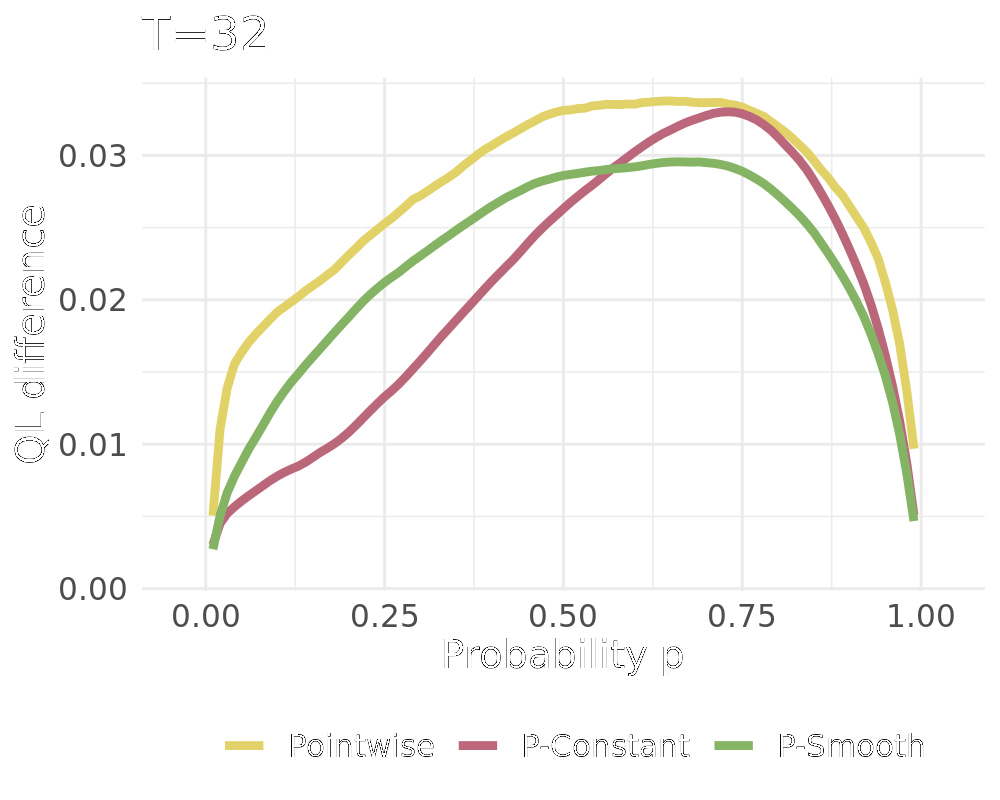 T=32
QL difference
0.03
0.02
0.01
0.00
0.00 0.25 0.50 0.75 1.00
Probability p
Pointwise P-Constant P-Smooth